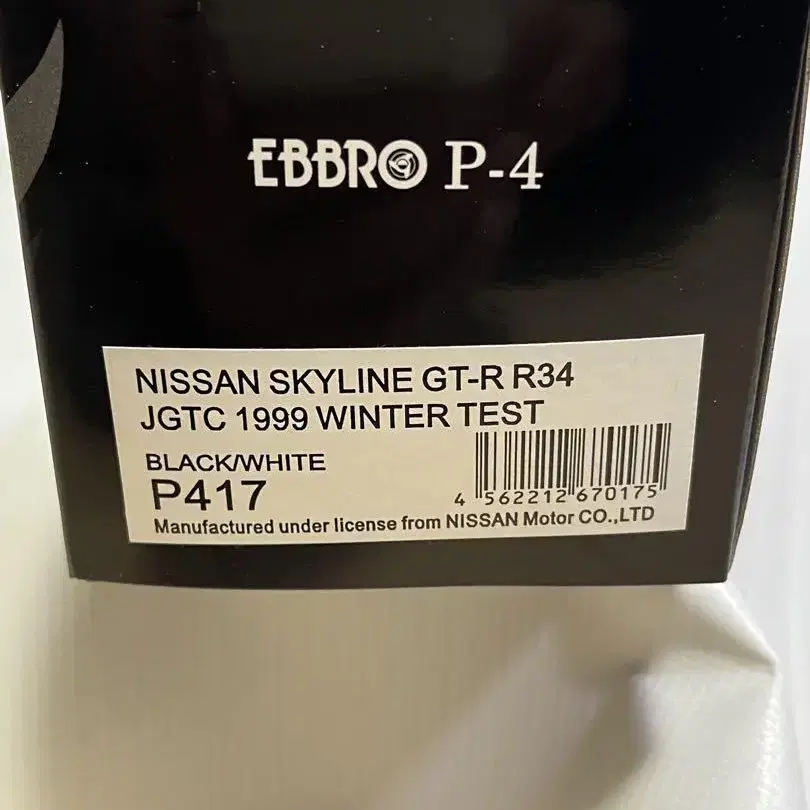 EBBRO P-4
NISSAN SKYLINE GT-R R34
JGTC 1999 WINTER TEST
BLACK/WHITE
P417
4 562212 670175
Manufactured under license from NISSAN Motor CO.,LTD